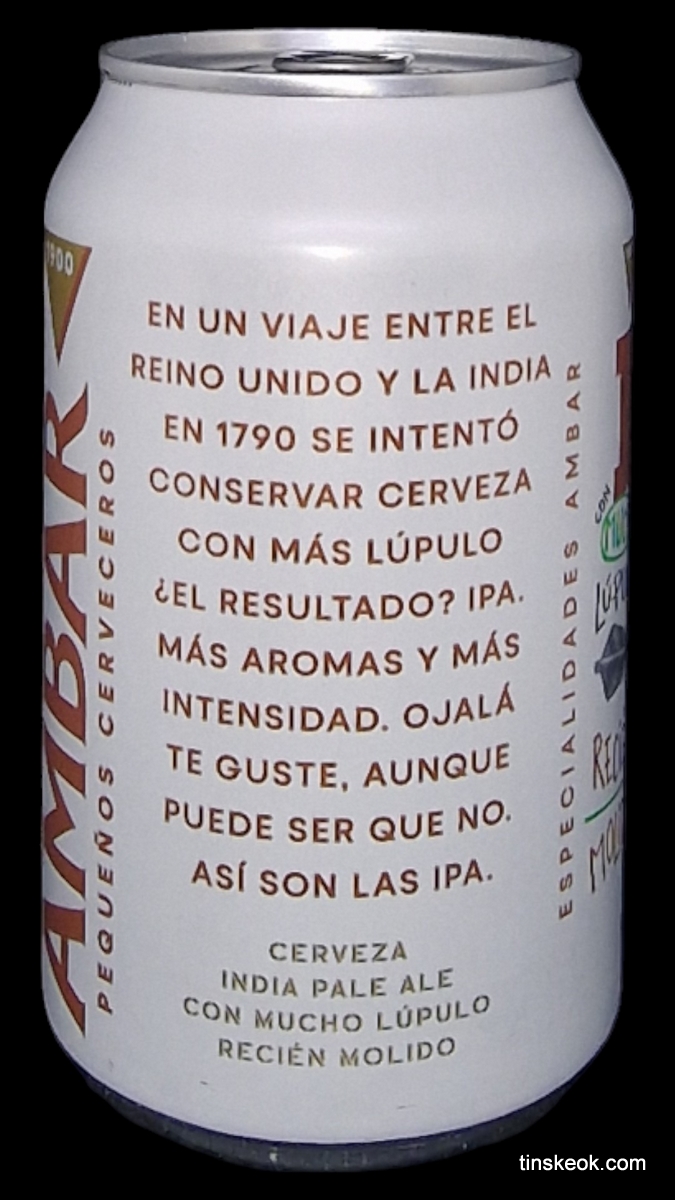 1900
AMBAR
PEQUEÑOS CERVECEROS
EN UN VIAJE ENTRE EL
REINO UNIDO Y LA INDIA
EN 1790 SE INTENTÓ
CONSERVAR CERVEZA
CON MÁS LÚPULO
¿EL RESULTADO? IPA.
MÁS AROMAS Y MÁS
INTENSIDAD. OJALÁ
TE GUSTE, AUNQUE
PUEDE SER QUE NO.
ASÍ SON LAS IPA.
CERVEZA
INDIA PALE ALE
CON MUCHO LÚPULO
RECIÉN MOLIDO
ESPECIALIDADES AMBAR
CON
tinskeok.com